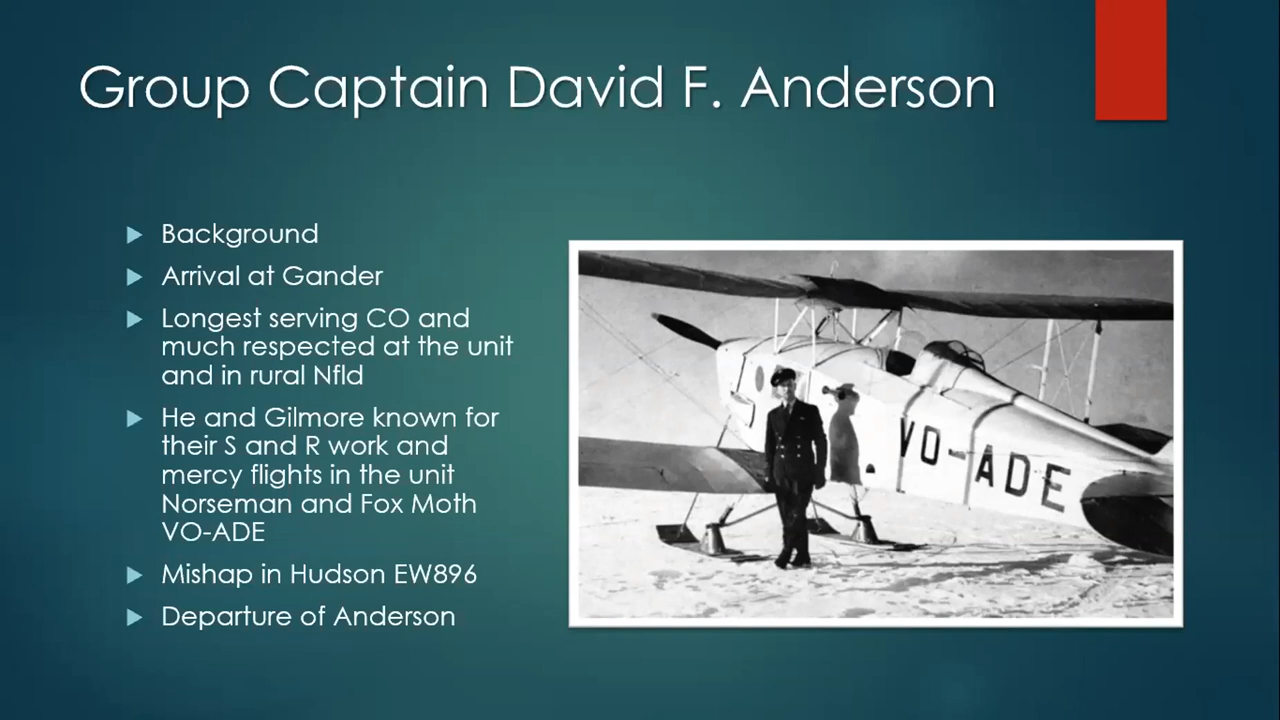 Group Captain David F. Anderson
Background
Arrival at Gander
Longest serving CO and
much respected at the unit
and in rural Nfld
He and Gilmore known for
their S and R work and
mercy flights in the unit
Norseman and Fox Moth
VO-ADE
Mishap in Hudson EW896
Departure of Anderson
VO-ADE